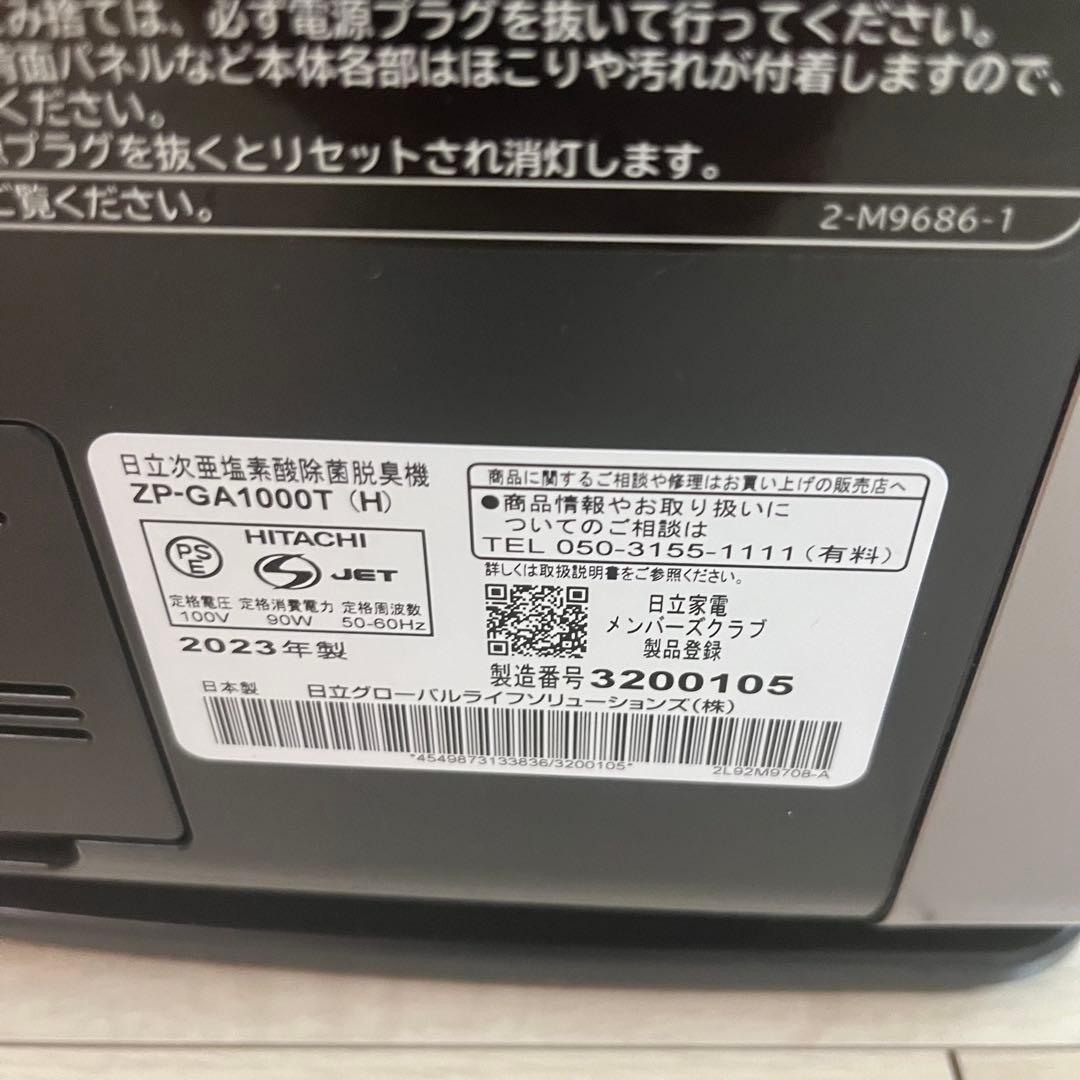 み捨ては、必ず電源プラグを抜いて行ってください。
背面パネルなど本体各部はほこりや汚れが付着しますので、
ください。
プラグを抜くとリセットされ消灯します。
ご覧ください。
2-M9686-1
日立次亜塩素酸除菌脱臭機
ZP-GA1000T (H)
HITACHI
PS
E
JET
定格電圧 定格消費電力 定格周波数
100V 90W 50-60Hz
2023年製
商品に関するご相談や修理はお買い上げの販売店へ
●商品情報やお取り扱いに
ついてのご相談は
TEL 050-3155-1111(有料)
詳しくは取扱説明書をご参照ください。
日立家電
メンバーズクラブ
製品登録
製造番号 3200105
日本製 日立グローバルライフソリューションズ(株)
*4549873133836/3200105*
2L92M9708-A